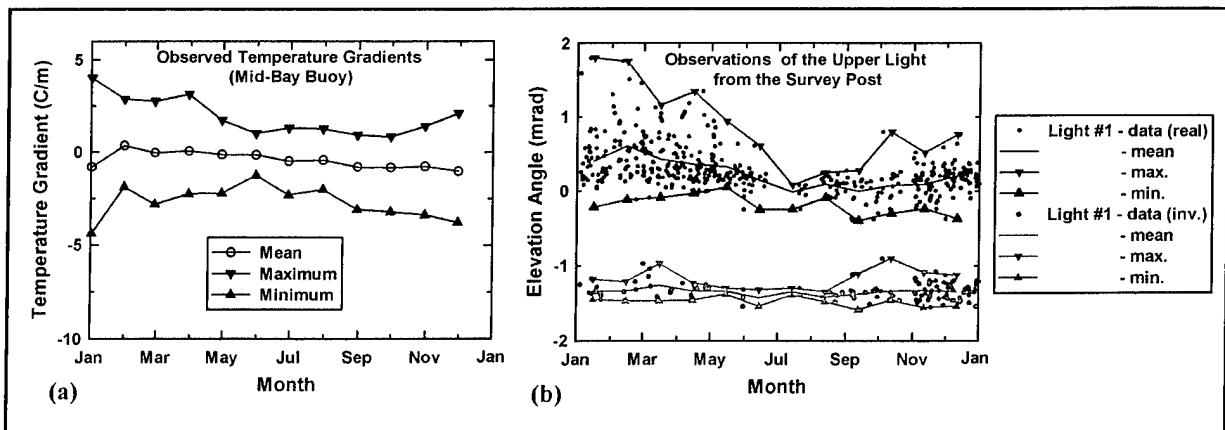 Observed Temperature Gradients
(Mid-Bay Buoy)
Temperature Gradient (C/m)
5
0
-5
-10
Mean
Maximum
Minimum
Jan Mar May Jul Sep Nov Jan
Month
(a)
Observations of the Upper Light
from the Survey Post
Elevation Angle (mrad)
2
1
0
-1
-2
Jan Mar May Jul Sep Nov Jan
Month
(b)
Light #1 - data (real)
- mean
- max.
- min.
Light #1 - data (inv.)
- mean
- max.
- min.